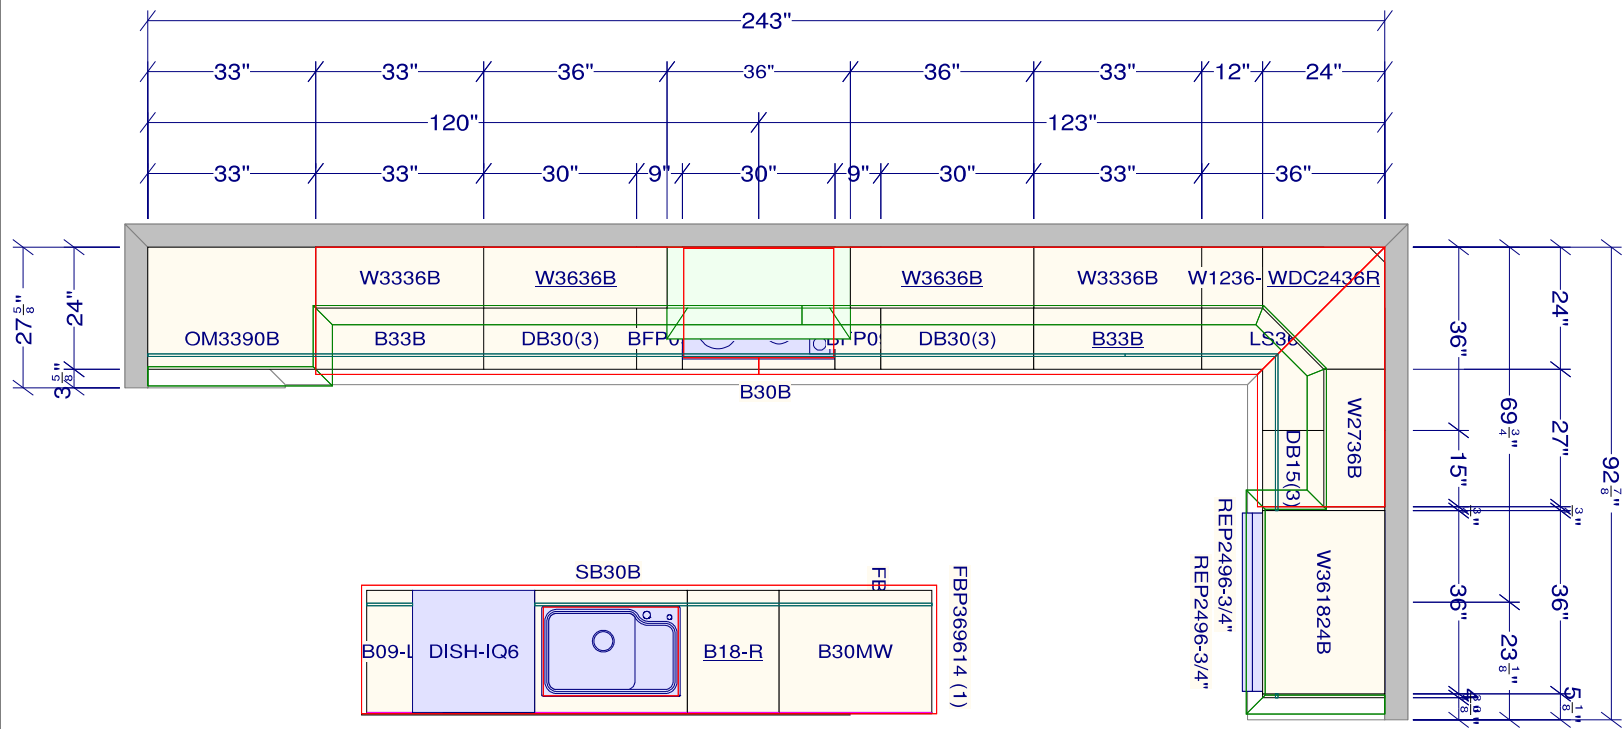 243"
33" 33" 36" 36" 36" 33" 12" 24"
120" 123"
33" 33" 30" 9" 30" 9" 30" 33" 36"
W3336B W3636B W3636B W3336B W1236- WDC2436R
OM3390B B33B DB30(3) DB30(3) B33B
B30B
27 5/8"
24"
3 5/8"
W2736B
DB15(3)
REP2496-3/4"
REP2496-3/4"
W361824B
36"
15"
36"
69 3/4"
23 1/8"
24"
27"
36"
5 1/8"
92 7/8"
SB30B
FBP369614 (1)
DISH-IQ6 B18-R B30MW